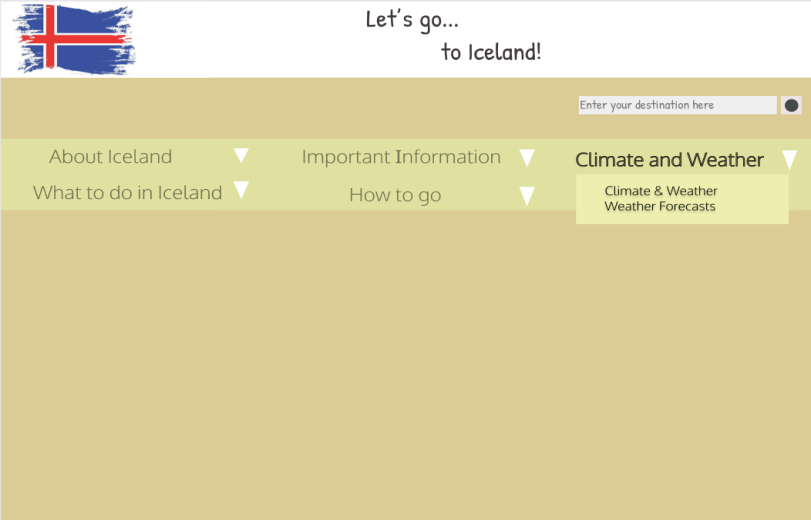 Let's go...
to Iceland!
Enter your destination here
About Iceland
Important Information
Climate and Weather
What to do in Iceland
How to go
Climate & Weather
Weather Forecasts